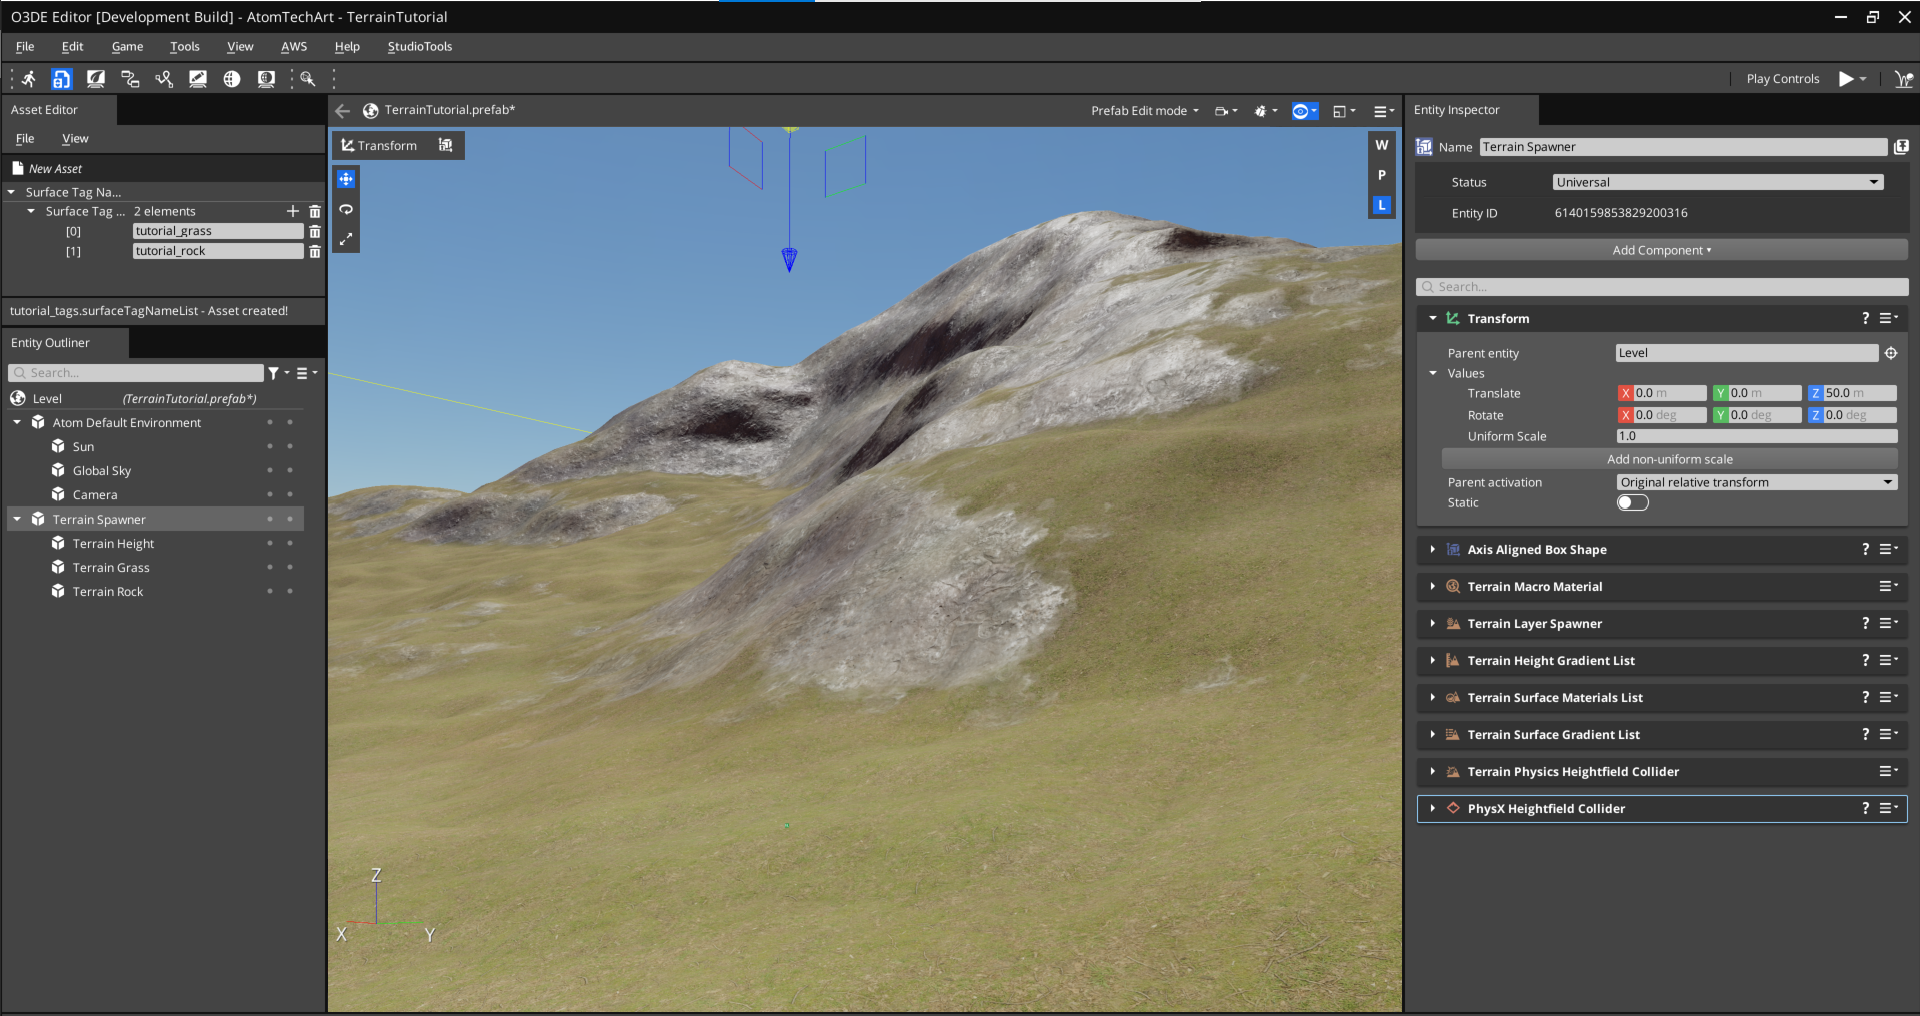 O3DE Editor [Development Build] - AtomTechArt - TerrainTutorial
File Edit Game Tools View AWS Help StudioTools
Play Controls
Asset Editor
File View
New Asset
Surface Tag Na...
Surface Tag ... 2 elements
[0] tutorial_grass
[1] tutorial_rock
tutorial_tags.surfaceTagNameList - Asset created!
Entity Outliner
Search...
Level (TerrainTutorial.prefab*)
Atom Default Environment
Sun
Global Sky
Camera
Terrain Spawner
Terrain Height
Terrain Grass
Terrain Rock
TerrainTutorial.prefab*
Prefab Edit mode
Transform
W
P
L
Z
X Y
Entity Inspector
Name Terrain Spawner
Status Universal
Entity ID 6140159853829200316
Add Component
Search...
Transform ?
Parent entity Level
Values
Translate X 0.0 m Y 0.0 m Z 50.0 m
Rotate X 0.0 deg Y 0.0 deg Z 0.0 deg
Uniform Scale 1.0
Add non-uniform scale
Parent activation Original relative transform
Static
Axis Aligned Box Shape ?
Terrain Macro Material
Terrain Layer Spawner ?
Terrain Height Gradient List ?
Terrain Surface Materials List ?
Terrain Surface Gradient List ?
Terrain Physics Heightfield Collider
PhysX Heightfield Collider ?